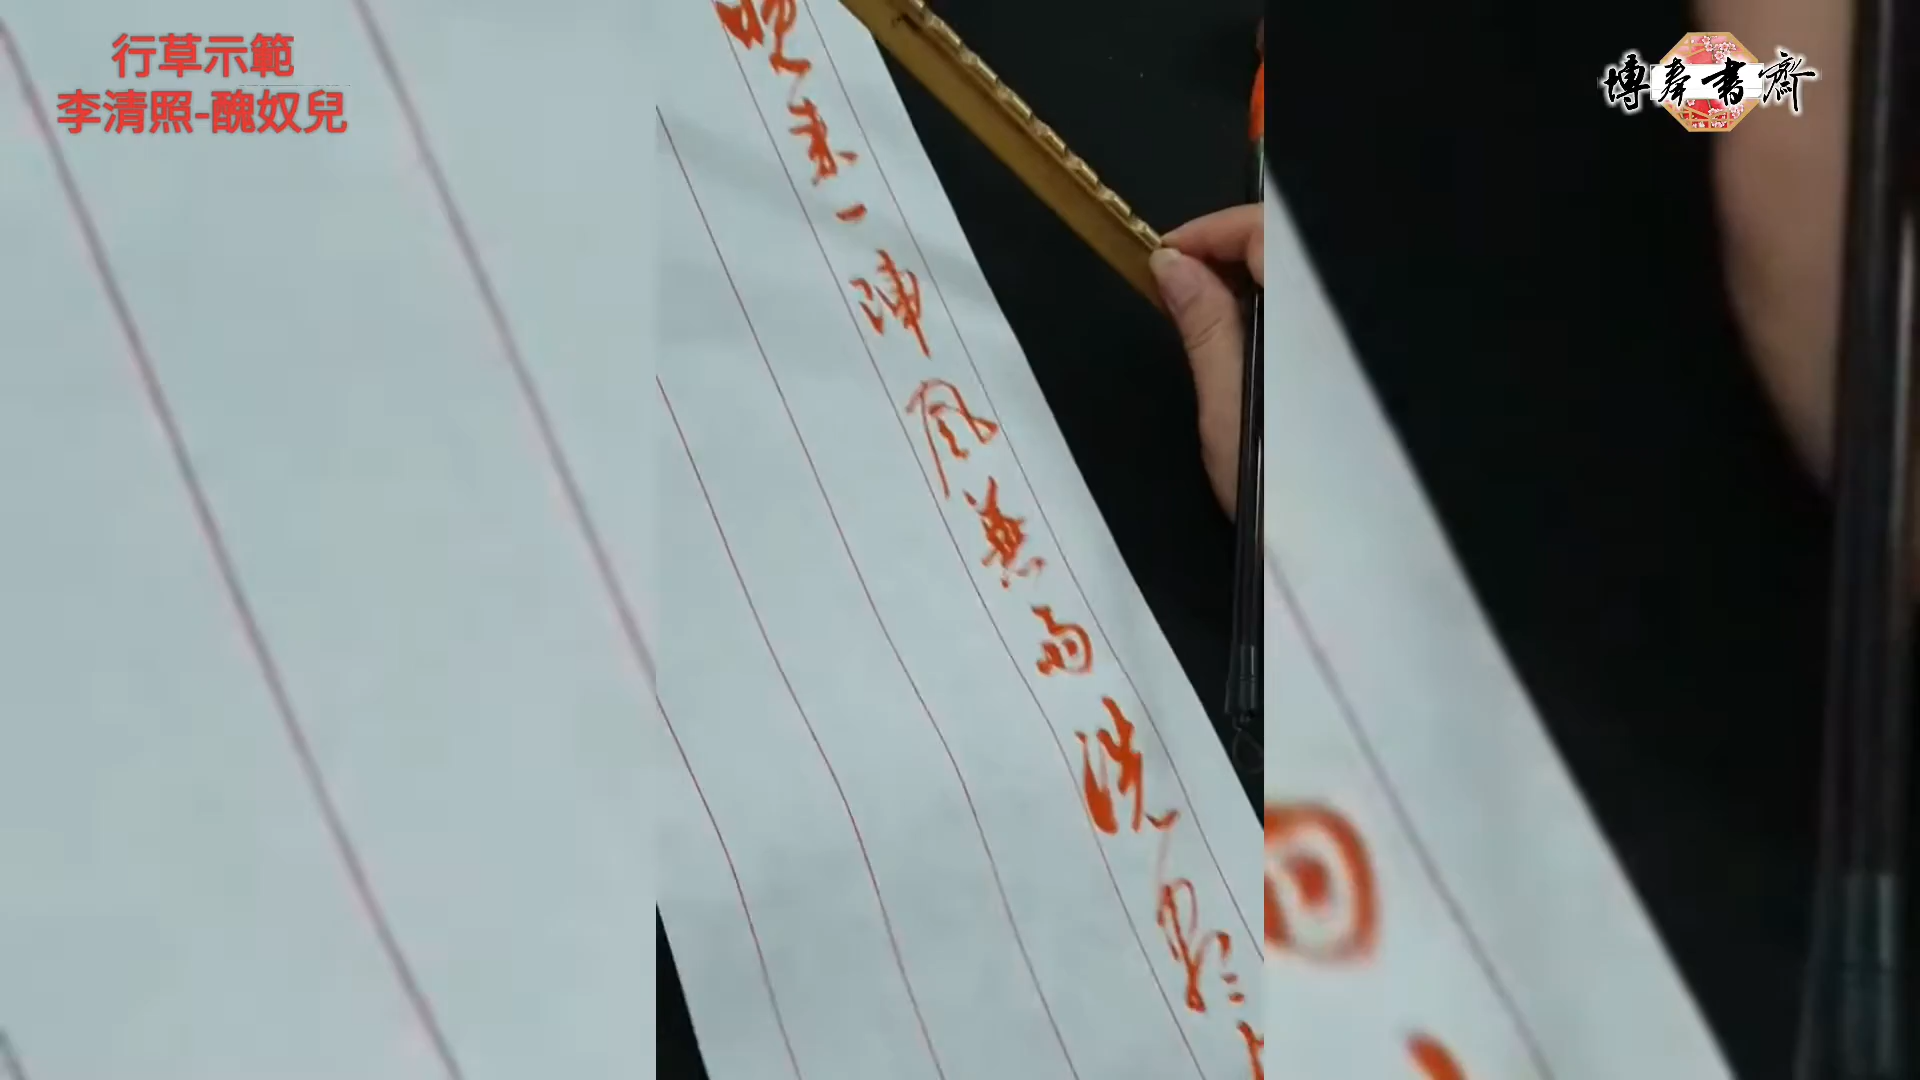 行草示範
李清照-醜奴兒
博彥書齋
晚來一陣風兼雨洗